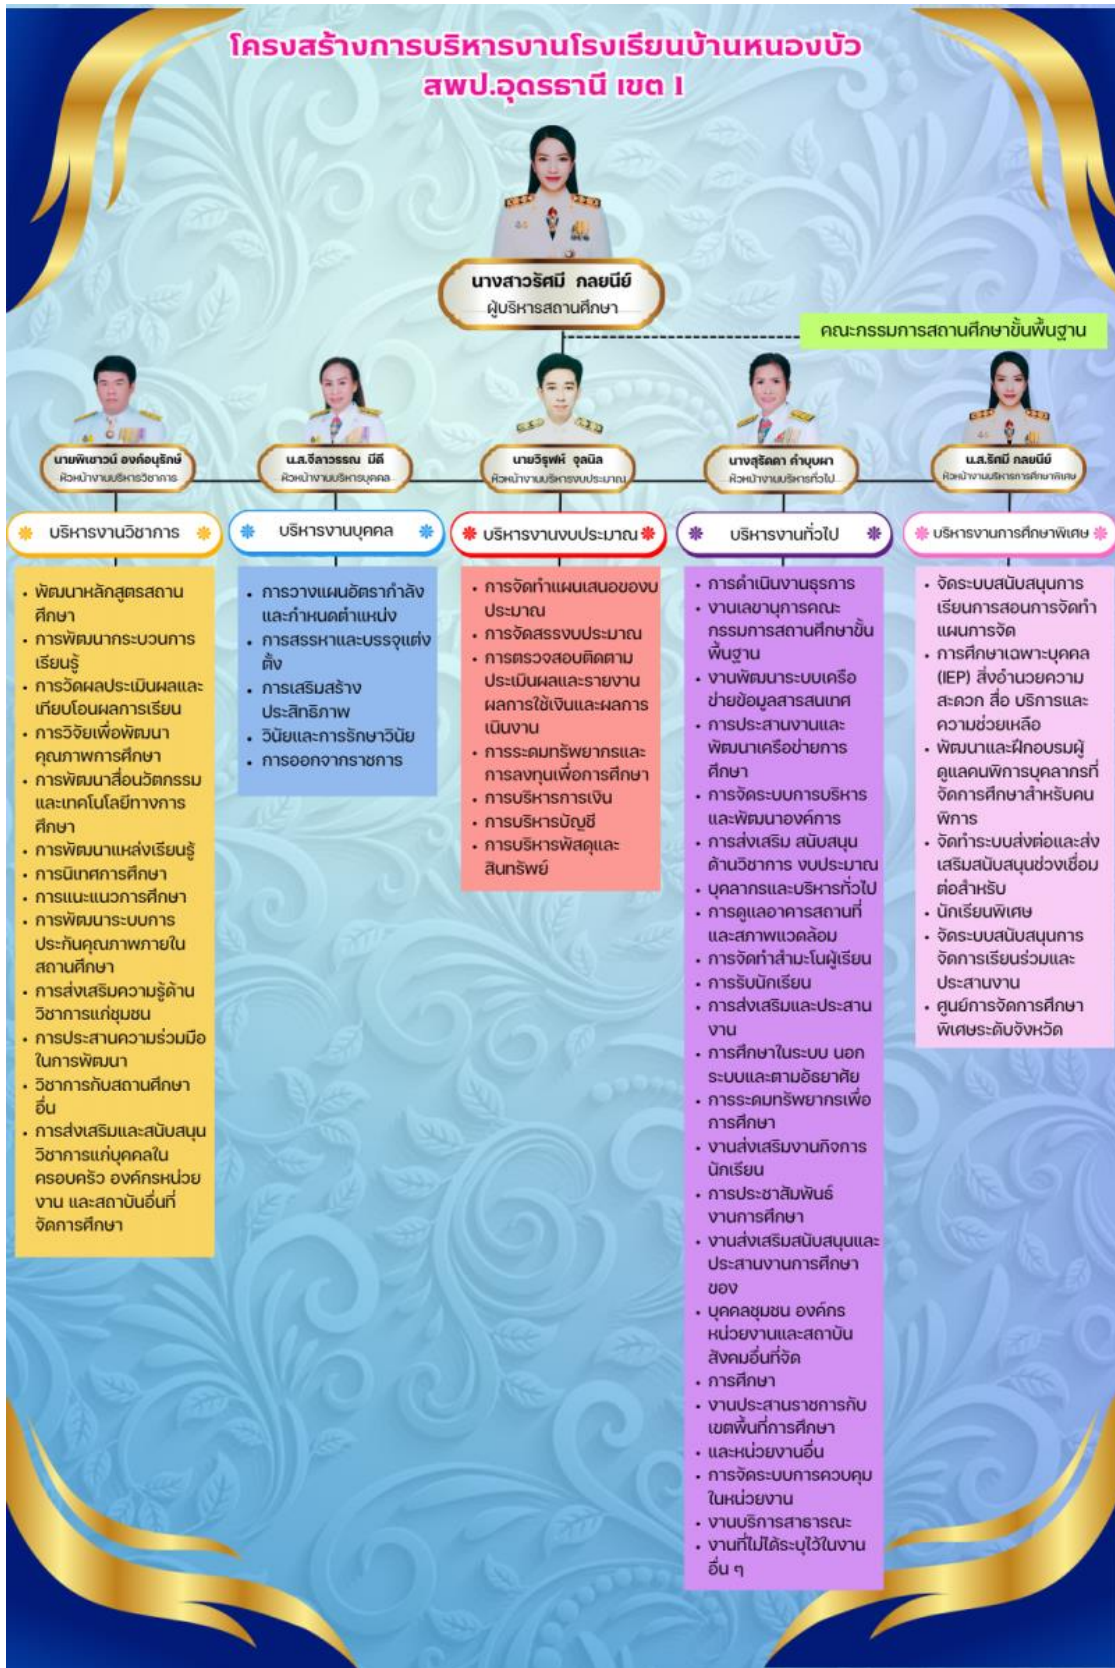 โครงสร้างการบริหารงานโรงเรียนบ้านหนองบัว
สพป.อุดรธานี เขต 1
นางสาวรัศมี กลยนีย์
ผู้บริหารสถานศึกษา
คณะกรรมการสถานศึกษาขั้นพื้นฐาน
นายพิเชาวน์ องค์อนุรักษ์
หัวหน้างานบริหารวิชาการ
น.ส.จีลาวรรณ มีดี
หัวหน้างานบริหารบุคคล
นายวิรุฬห์ จุลนิล
หัวหน้างานบริหารงบประมาณ
นางสุรัคดา คำบุบผา
หัวหน้างานบริหารทั่วไป
น.ส.รัศมี กลยนีย์
หัวหน้างานบริหารการศึกษาพิเศษ
บริหารงานวิชาการ
• พัฒนาหลักสูตรสถาน
ศึกษา
• การพัฒนากระบวนการ
เรียนรู้
• การวัดผลประเมินผลและ
เทียบโอนผลการเรียน
• การวิจัยเพื่อพัฒนา
คุณภาพการศึกษา
• การพัฒนาสื่อนวัตกรรม
และเทคโนโลยีทางการ
ศึกษา
• การพัฒนาแหล่งเรียนรู้
• การนิเทศการศึกษา
• การแนะแนวการศึกษา
• การพัฒนาระบบการ
ประกันคุณภาพภายใน
สถานศึกษา
• การส่งเสริมความรู้ด้าน
วิชาการแก่ชุมชน
• การประสานความร่วมมือ
ในการพัฒนา
• วิชาการกับสถานศึกษา
อื่น
• การส่งเสริมและสนับสนุน
วิชาการแก่บุคคลใน
ครอบครัว องค์กรหน่วย
งาน และสถาบันอื่นที่
จัดการศึกษา
บริหารงานบุคคล
• การวางแผนอัตรากำลัง
และกำหนดตำแหน่ง
• การสรรหาและบรรจุแต่ง
ตั้ง
• การเสริมสร้าง
ประสิทธิภาพ
• วินัยและการรักษาวินัย
• การออกจากราชการ
บริหารงานงบประมาณ
• การจัดทำแผนเสนอของบ
ประมาณ
• การจัดสรรงบประมาณ
• การตรวจสอบติดตาม
ประเมินผลและรายงาน
ผลการใช้เงินและผลการ
เนินงาน
• การระดมทรัพยากรและ
การลงทุนเพื่อการศึกษา
• การบริหารการเงิน
• การบริหารบัญชี
• การบริหารพัสดุและ
สินทรัพย์
บริหารงานทั่วไป
• การดำเนินงานธุรการ
• งานเลขานุการคณะ
กรรมการสถานศึกษาขั้น
พื้นฐาน
• งานพัฒนาระบบเครือ
ข่ายข้อมูลสารสนเทศ
• การประสานงานและ
พัฒนาเครือข่ายการ
ศึกษา
• การจัดระบบการบริหาร
และพัฒนาองค์การ
• การส่งเสริม สนับสนุน
ด้านวิชาการ งบประมาณ
• บุคลากรและบริหารทั่วไป
• การดูแลอาคารสถานที่
และสภาพแวดล้อม
• การจัดทำสำมะโนผู้เรียน
• การรับนักเรียน
• การส่งเสริมและประสาน
งาน
• การศึกษาในระบบ นอก
ระบบและตามอัธยาศัย
• การระดมทรัพยากรเพื่อ
การศึกษา
• งานส่งเสริมงานกิจการ
นักเรียน
• การประชาสัมพันธ์
งานการศึกษา
• งานส่งเสริมสนับสนุนและ
ประสานงานการศึกษา
ของ
• บุคคลชุมชน องค์กร
หน่วยงานและสถาบัน
สังคมอื่นที่จัด
• การศึกษา
• งานประสานราชการกับ
เขตพื้นที่การศึกษา
• และหน่วยงานอื่น
• การจัดระบบการควบคุม
ในหน่วยงาน
• งานบริการสาธารณะ
• งานที่ไม่ได้ระบุไว้ในงาน
อื่น ๆ
บริหารงานการศึกษาพิเศษ
• จัดระบบสนับสนุนการ
เรียนการสอนการจัดทำ
แผนการจัด
• การศึกษาเฉพาะบุคคล
(IEP) สิ่งอำนวยความ
สะดวก สื่อ บริการและ
ความช่วยเหลือ
• พัฒนาและฝึกอบรมผู้
ดูแลคนพิการบุคลากรที่
จัดการศึกษาสำหรับคน
พิการ
• จัดทำระบบส่งต่อและส่ง
เสริมสนับสนุนช่วงเชื่อม
ต่อสำหรับ
• นักเรียนพิเศษ
• จัดระบบสนับสนุนการ
จัดการเรียนร่วมและ
ประสานงาน
• ศูนย์การจัดการศึกษา
พิเศษระดับจังหวัด